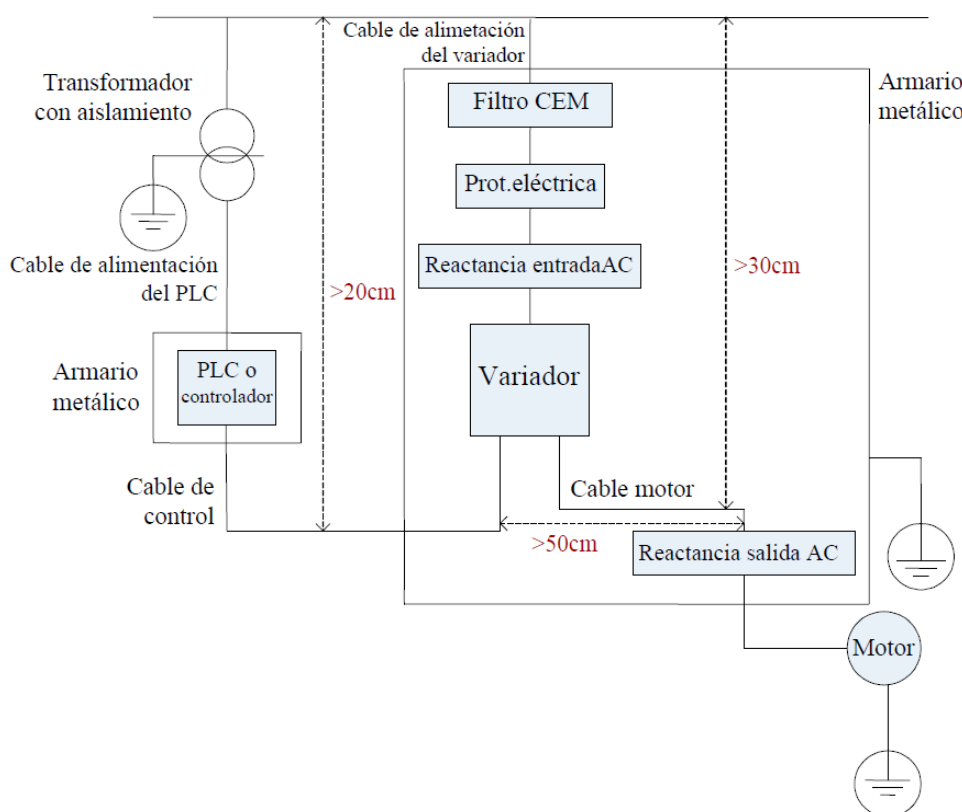 Cable de alimetación
del variador
Transformador
con aislamiento
Filtro CEM
Armario
metálico
Prot.eléctrica
Cable de alimentación
del PLC
Reactancia entradaAC
>20cm
>30cm
Armario
metálico
PLC o
controlador
Variador
Cable de
control
Cable motor
>50cm
Reactancia salida AC
Motor